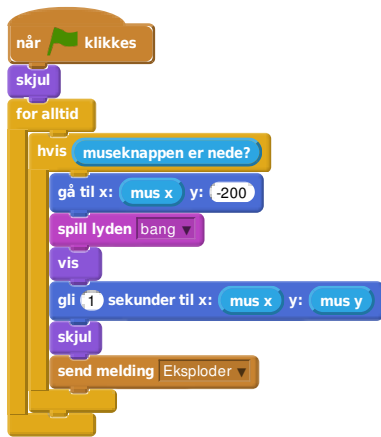 når klikkes
skjul
for alltid
hvis museknappen er nede?
gå til x: mus x y: -200
spill lyden bang
vis
gli 1 sekunder til x: mus x y: mus y
skjul
send melding Eksploder